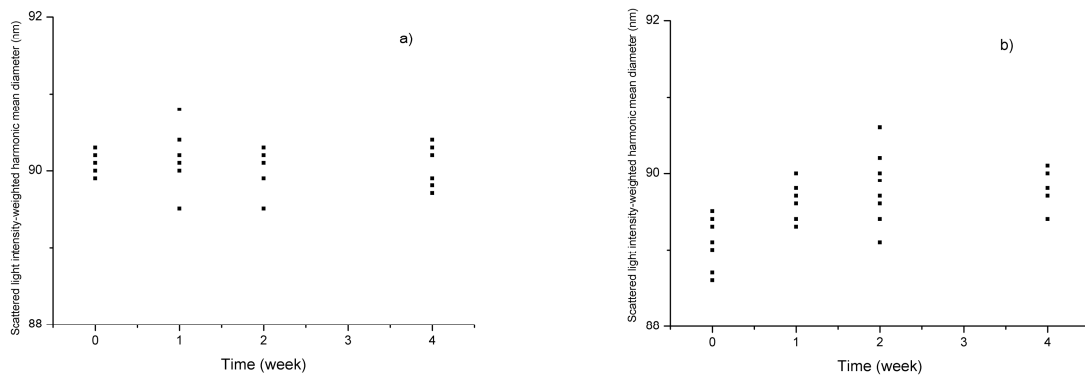 Scattered light intensity-weighted harmonic mean diameter (nm)
92
90
88
a)
0 1 2 3 4
Time (week)
Scattered light intensity-weighted harmonic mean diameter (nm)
92
90
88
b)
0 1 2 3 4
Time (week)